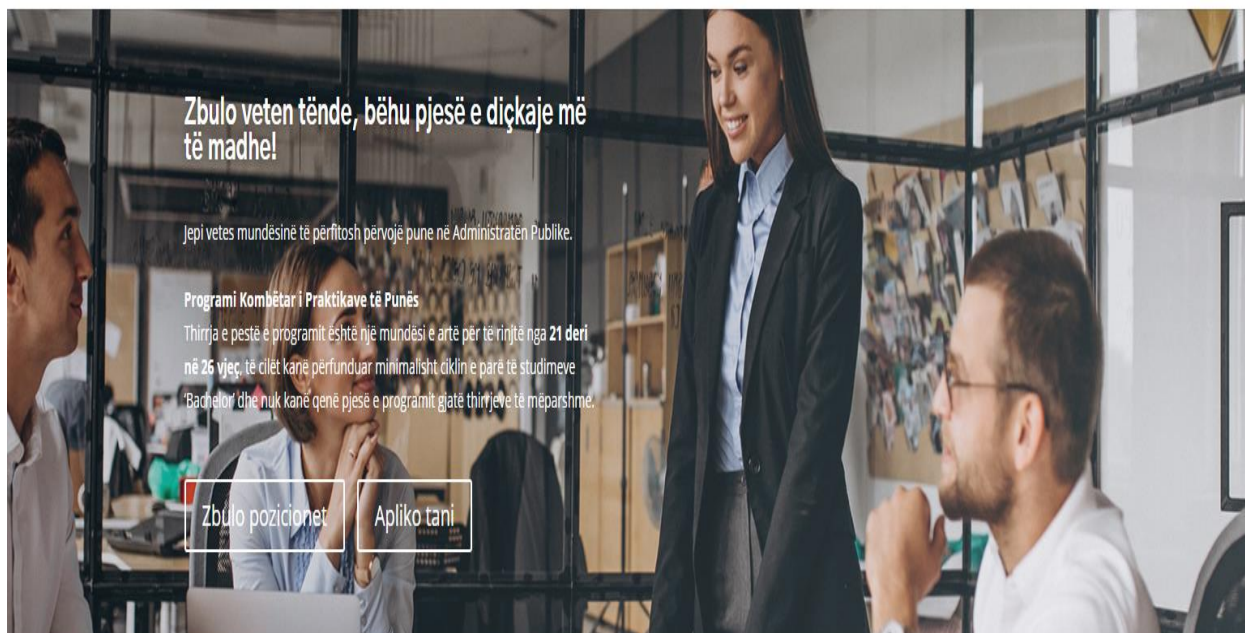 Zbulo veten tënde, bëhu pjesë e diçkaje më
të madhe!
Jepi vetes mundësinë të përfitosh përvojë pune në Administratën Publike.
Programi Kombëtar i Praktikave të Punës
Thirrja e pestë e programit është një mundësi e artë për të rinjtë nga 21 deri
në 26 vjeç, të cilët kanë përfunduar minimalisht ciklin e parë të studimeve
‘Bachelor’ dhe nuk kanë qenë pjesë e programit gjatë thirrjeve të mëparshme.
Zbulo pozicionet
Apliko tani